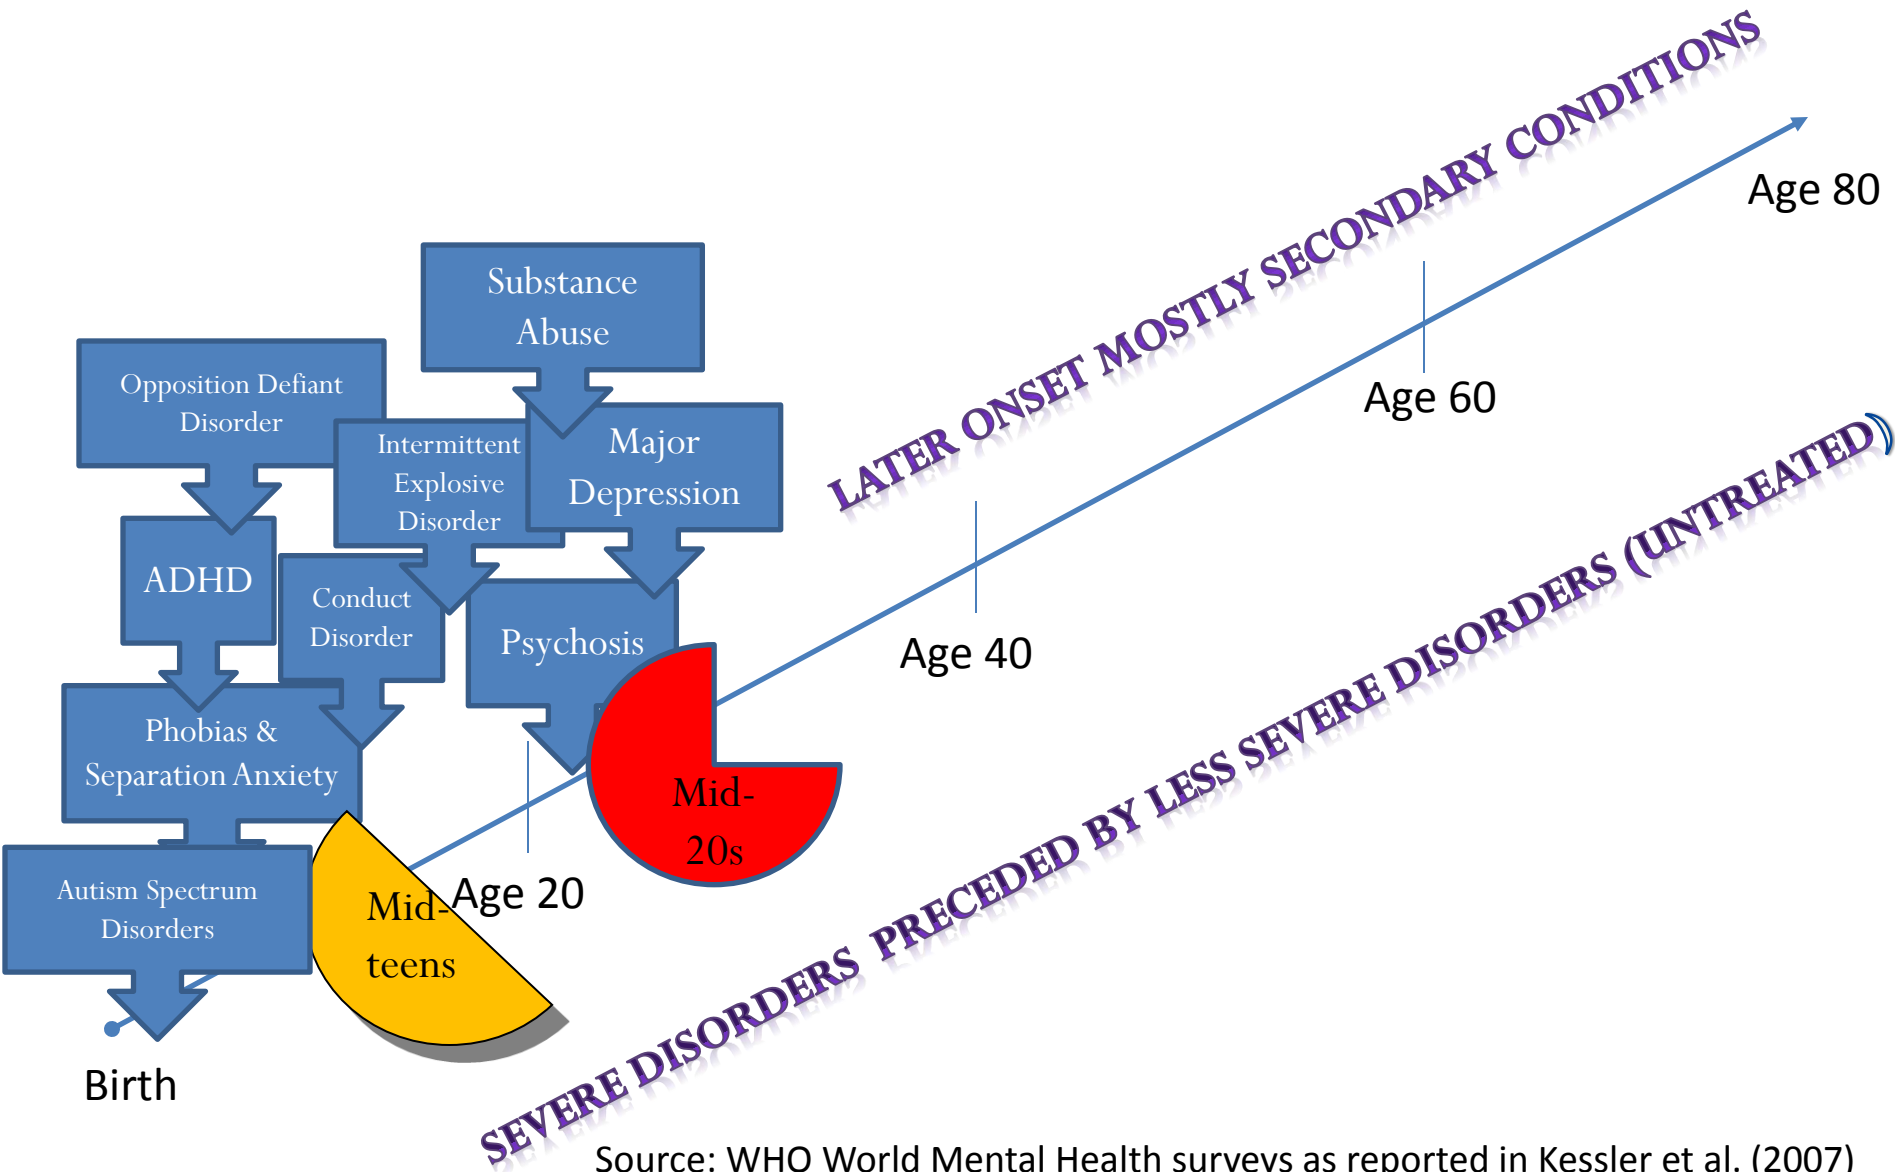 LATER ONSET MOSTLY SECONDARY CONDITIONS
Age 80
Substance
Abuse
Opposition Defiant
Disorder
Intermittent
Explosive
Disorder
Major
Depression
Age 60
ADHD
Conduct
Disorder
Psychosis
Age 40
Phobias &
Separation Anxiety
Mid-
20s
Autism Spectrum
Disorders
Mid-
teens
Age 20
Birth
SEVERE DISORDERS PRECEDED BY LESS SEVERE DISORDERS (UNTREATED)
Source: WHO World Mental Health surveys as reported in Kessler et al. (2007)